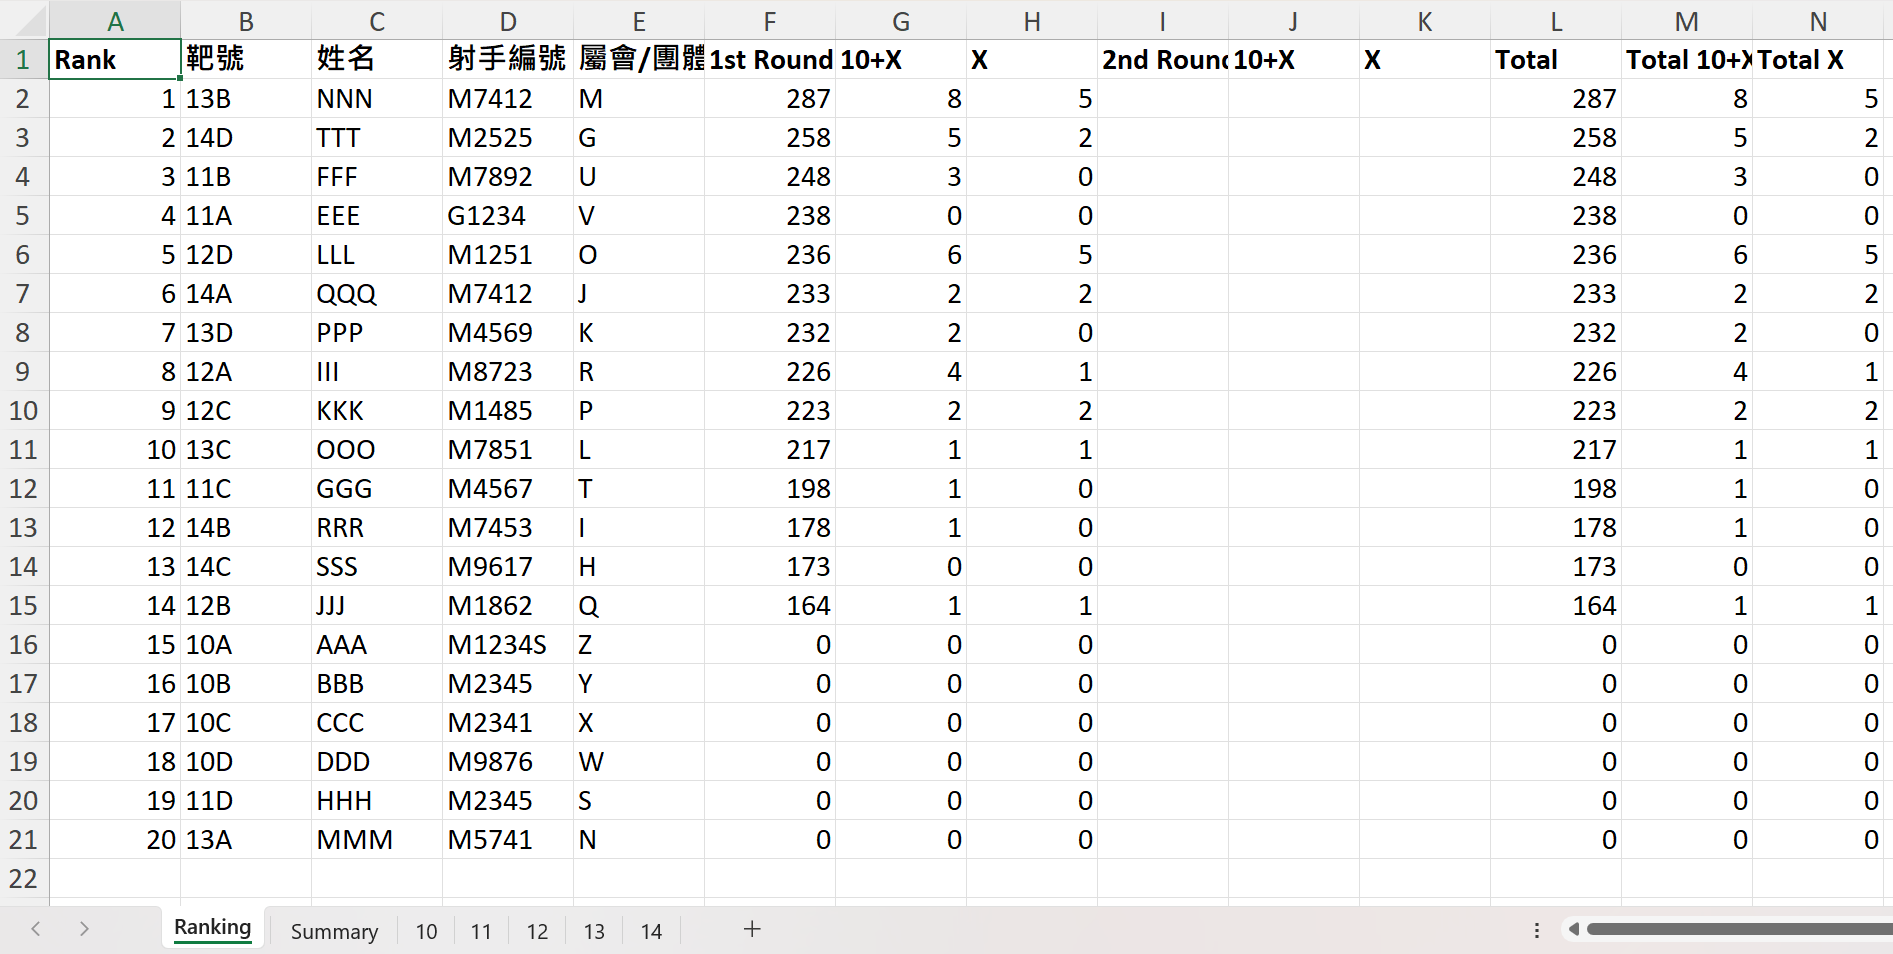 A B C D E F G H I J K L M N
1 Rank 靶號 姓名 射手編號 屬會/團體 1st Round 10+X X 2nd Round 10+X X Total Total 10+X Total X
2 1 13B NNN M7412 M 287 8 5 287 8 5
3 2 14D TTT M2525 G 258 5 2 258 5 2
4 3 11B FFF M7892 U 248 3 0 248 3 0
5 4 11A EEE G1234 V 238 0 0 238 0 0
6 5 12D LLL M1251 O 236 6 5 236 6 5
7 6 14A QQQ M7412 J 233 2 2 233 2 2
8 7 13D PPP M4569 K 232 2 0 232 2 0
9 8 12A III M8723 R 226 4 1 226 4 1
10 9 12C KKK M1485 P 223 2 2 223 2 2
11 10 13C OOO M7851 L 217 1 1 217 1 1
12 11 11C GGG M4567 T 198 1 0 198 1 0
13 12 14B RRR M7453 I 178 1 0 178 1 0
14 13 14C SSS M9617 H 173 0 0 173 0 0
15 14 12B JJJ M1862 Q 164 1 1 164 1 1
16 15 10A AAA M1234S Z 0 0 0 0 0 0
17 16 10B BBB M2345 Y 0 0 0 0 0 0
18 17 10C CCC M2341 X 0 0 0 0 0 0
19 18 10D DDD M9876 W 0 0 0 0 0 0
20 19 11D HHH M2345 S 0 0 0 0 0 0
21 20 13A MMM M5741 N 0 0 0 0 0 0
22
Ranking Summary 10 11 12 13 14